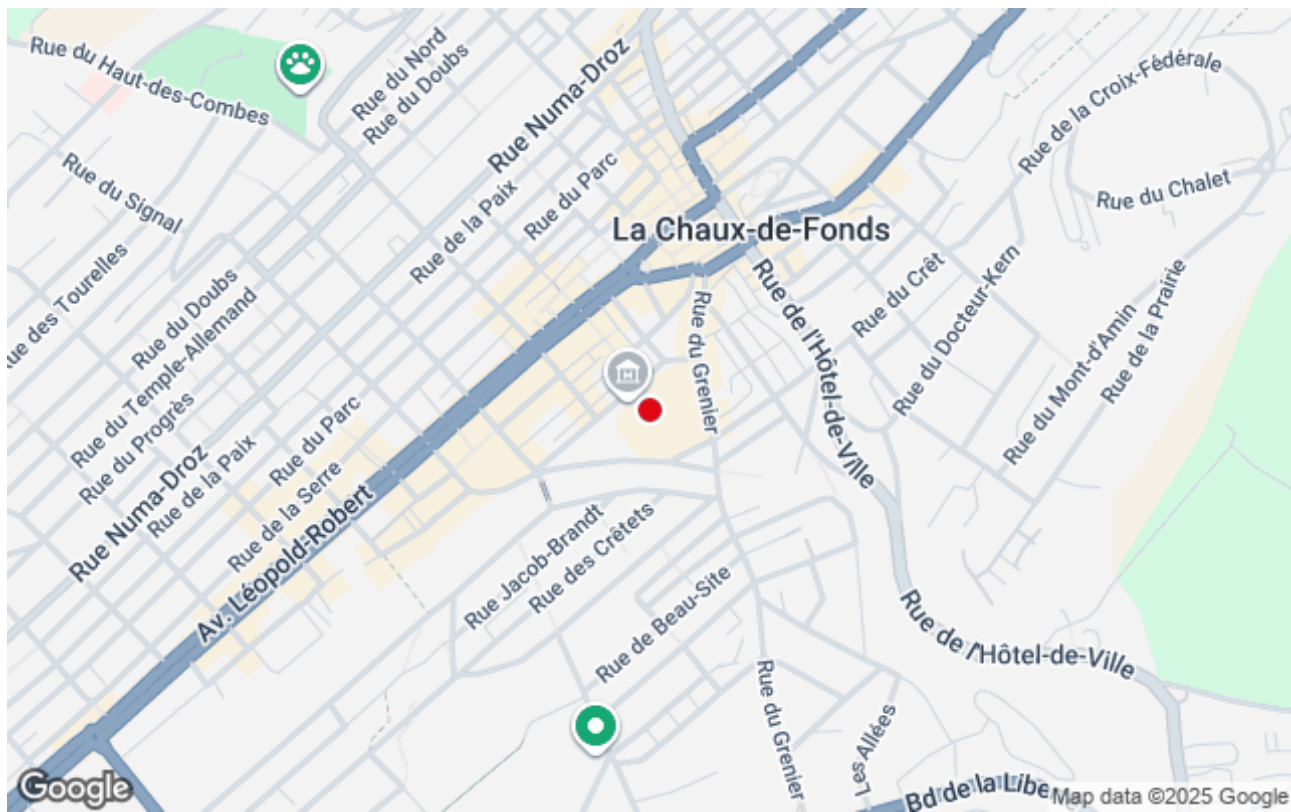 Rue du Haut-des-Combes
Rue du Nord
Rue du Doubs
Rue Numa-Droz
Rue de la Croix-Fédérale
Rue du Signal
Rue de la Paix
Rue du Parc
Rue du Chalet
La Chaux-de-Fonds
ue des Tourelles
Rue du Doubs
Rue du Temple-Allemand
Rue du Progrès
Rue Numa-Droz
Rue de la Paix
Rue du Parc
Rue de la Serre
Av. Léopold-Robert
Rue du Grenier
Rue de l'Hôtel-de-Ville
Rue du Crêt
Rue du Docteur-Kern
Rue du Mont-d'Amin
Rue de la Prairie
Rue Jacob-Brandt
Rue des Crêtets
Rue de Beau-Site
Rue de l'Hôtel-de-Ville
Rue du Grenier
Les Allées
Bd de la Libe
Google
Map data ©2025 Google